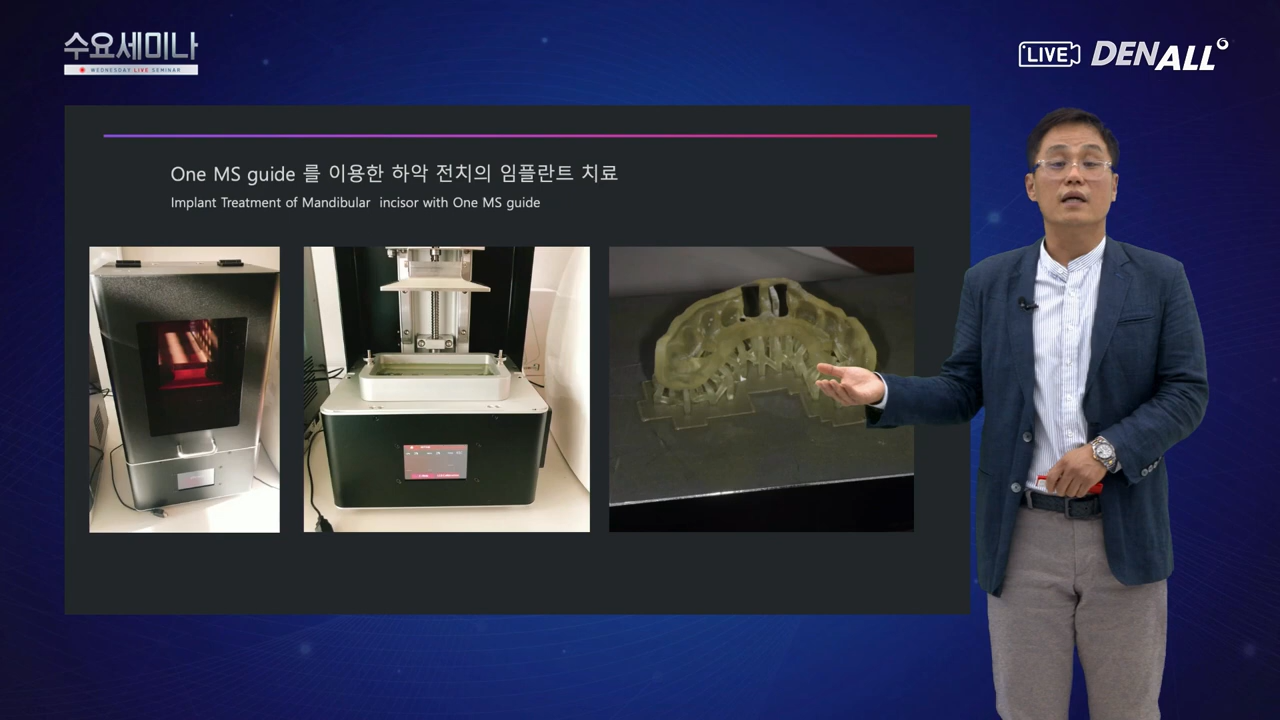 수요세미나
WEDNESDAY LIVE SEMINAR
LIVE DENALL
One MS guide 를 이용한 하악 전치의 임플란트 치료
Implant Treatment of Mandibular  incisor with One MS guide